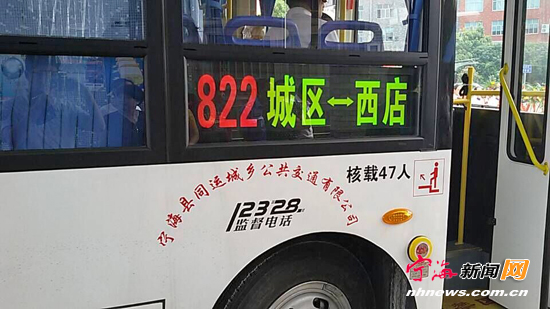 822 城区↔西店
宁海县同运城乡公共交通有限公司
核载47人
12328
监督电话
宁海新闻网
nhnews.com.cn